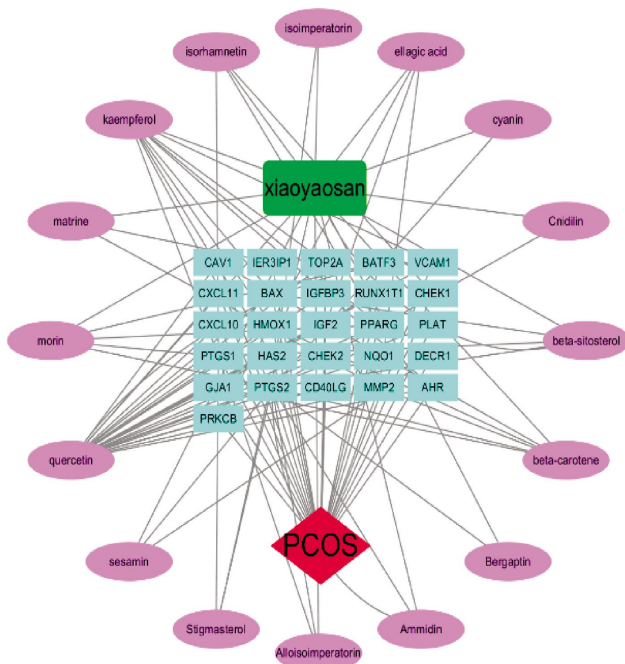 isoimperatorin
isorhamnetin
ellagic acid
kaempferol
cyanin
xiaoyaosan
matrine
Cnidilin
CAV1 IER3IP1 TOP2A BATF3 VCAM1
CXCL11 BAX IGFBP3 RUNX1T1 CHEK1
CXCL10 HMOX1 IGF2 PPARG PLAT
morin
beta-sitosterol
PTGS1 HAS2 CHEK2 NQO1 DECR1
GJA1 PTGS2 CD40LG MMP2 AHR
PRKCB
quercetin
beta-carotene
PCOS
sesamin
Bergaptin
Stigmasterol
Ammidin
Alloisoimperatorin